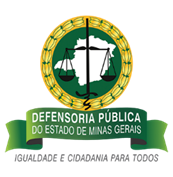 DEFENSORIA PÚBLICA
DO ESTADO DE MINAS GERAIS
IGUALDADE E CIDADANIA PARA TODOS